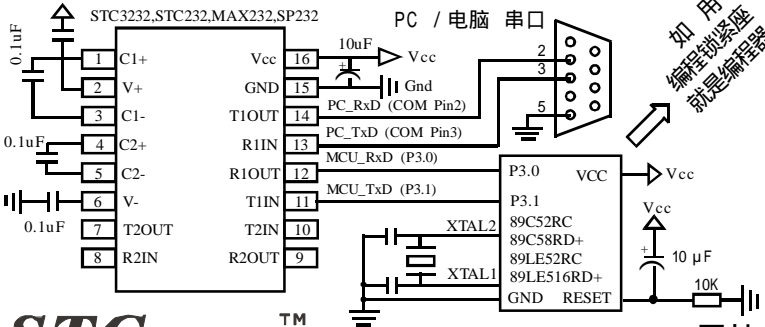 STC3232,STC232,MAX232,SP232
PC / 电脑 串口
如 用
编程锁紧座
就是编程器
0.1uF
10uF
Vcc
1 C1+
Vcc 16
2 V+
GND 15
Gnd
3 C1-
T1OUT 14
PC_RxD (COM Pin2)
2
3
5
0.1uF
4 C2+
R1IN 13
PC_TxD (COM Pin3)
5 C2-
R1OUT 12
MCU_RxD (P3.0)
6 V-
T1IN 11
MCU_TxD (P3.1)
0.1uF
7 T2OUT
T2IN 10
8 R2IN
R2OUT 9
P3.0
VCC
Vcc
P3.1
89C52RC
89C58RD+
89LE52RC
89LE516RD+
GND RESET
XTAL2
XTAL1
Vcc
+
10 μF
10K
STC
TM